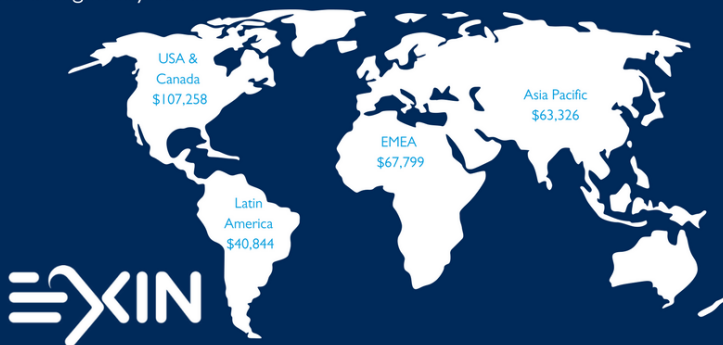 USA &
Canada
$107,258
Asia Pacific
$63,326
EMEA
$67,799
Latin
America
$40,844
EXIN